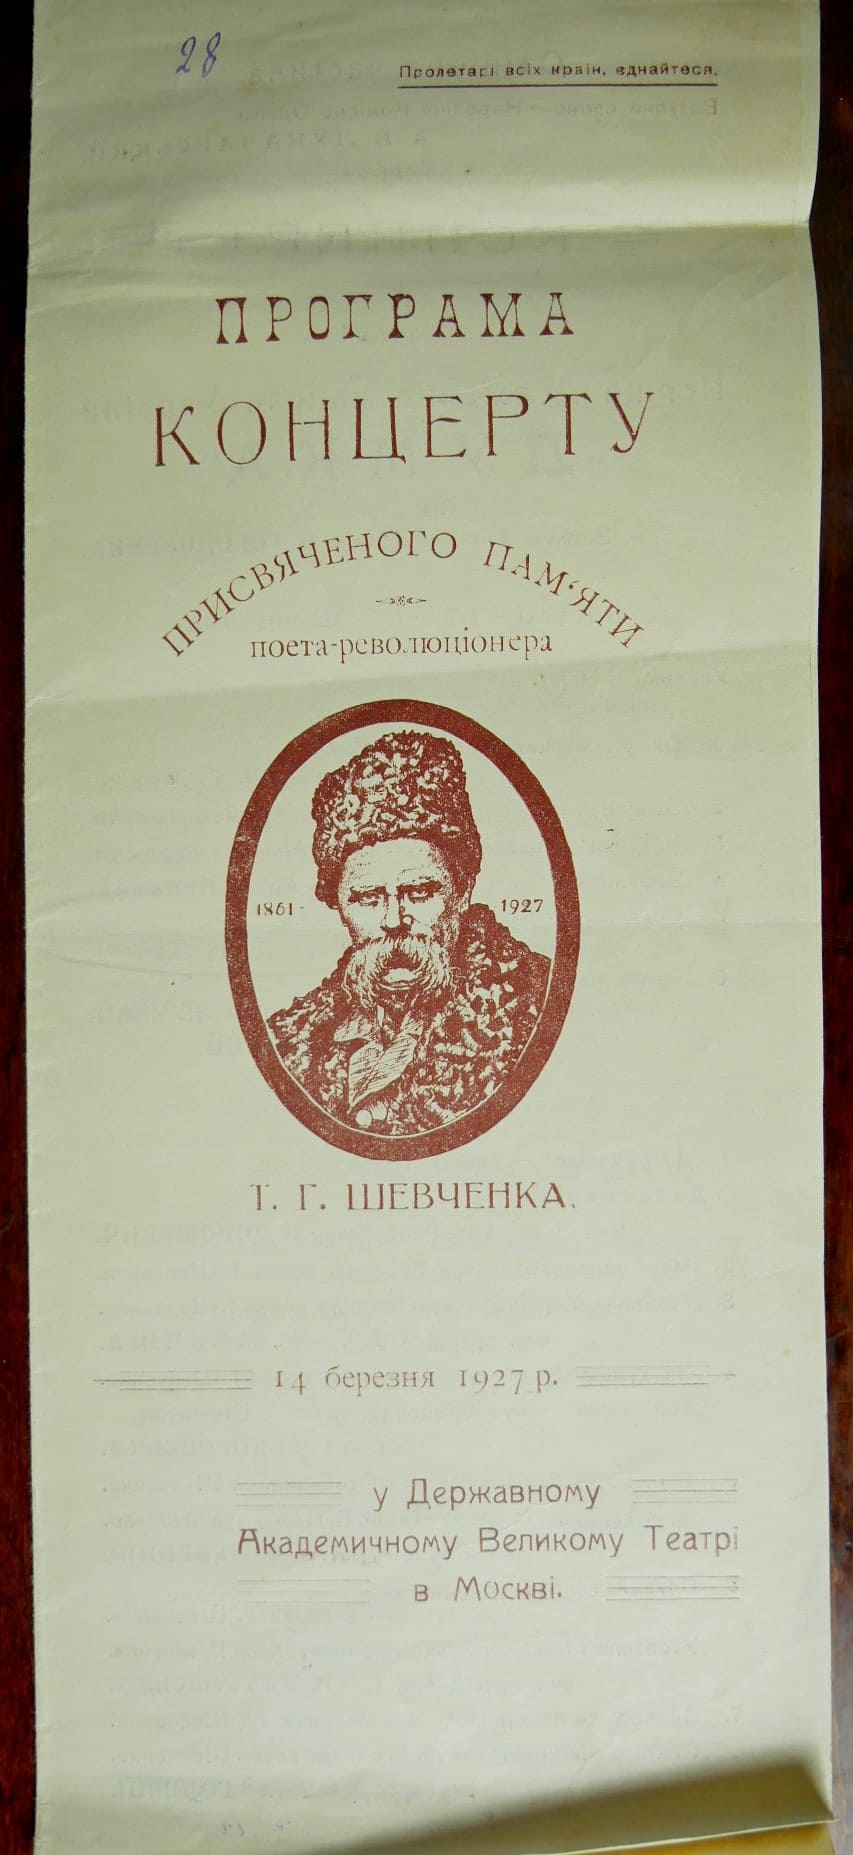 28
Пролетарі всіх країн, єднайтеся.
ПРОГРАМА
КОНЦЕРТУ
ПРИСВЯЧЕНОГО ПАМ‘ЯТИ
поета-революціонера
1861 - 1927
Т. Г. ШЕВЧЕНКА.
14 березня 1927 р.
у Державному
Академичному Великому Театрі
в Москві.